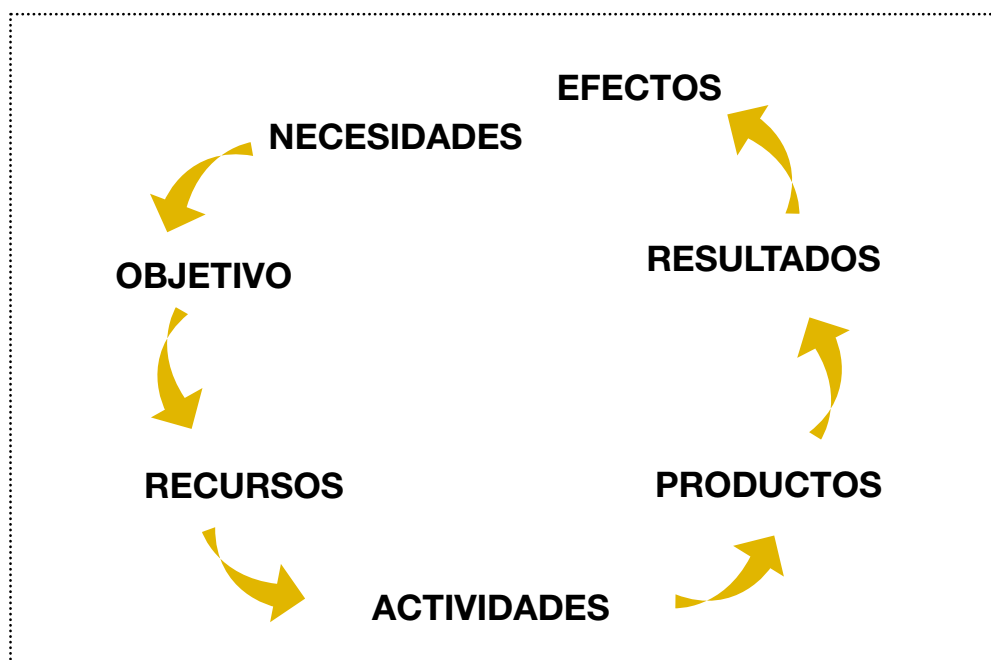 EFECTOS
NECESIDADES
OBJETIVO
RESULTADOS
RECURSOS
PRODUCTOS
ACTIVIDADES